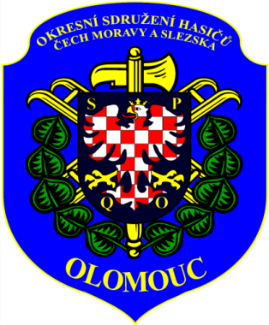 OKRESNÍ SDRUŽENÍ HASIČŮ
ČECH MORAVY A SLEZSKA
S P
Q O
OLOMOUC